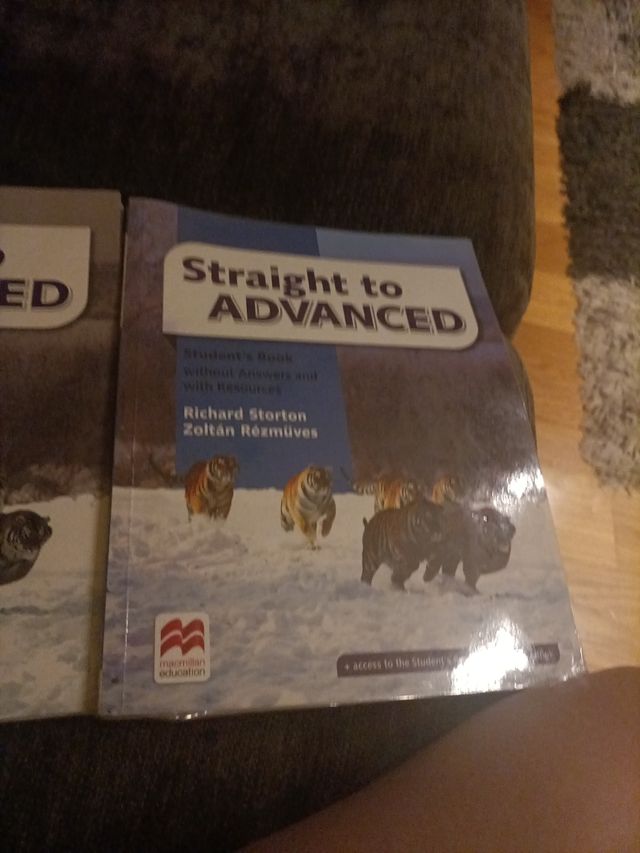 ED
Straight to
ADVANCED
Student's Book
without Answers and
with Resources
Richard Storton
Zoltán Rézmüves
macmillan
education
+ access to the Student's